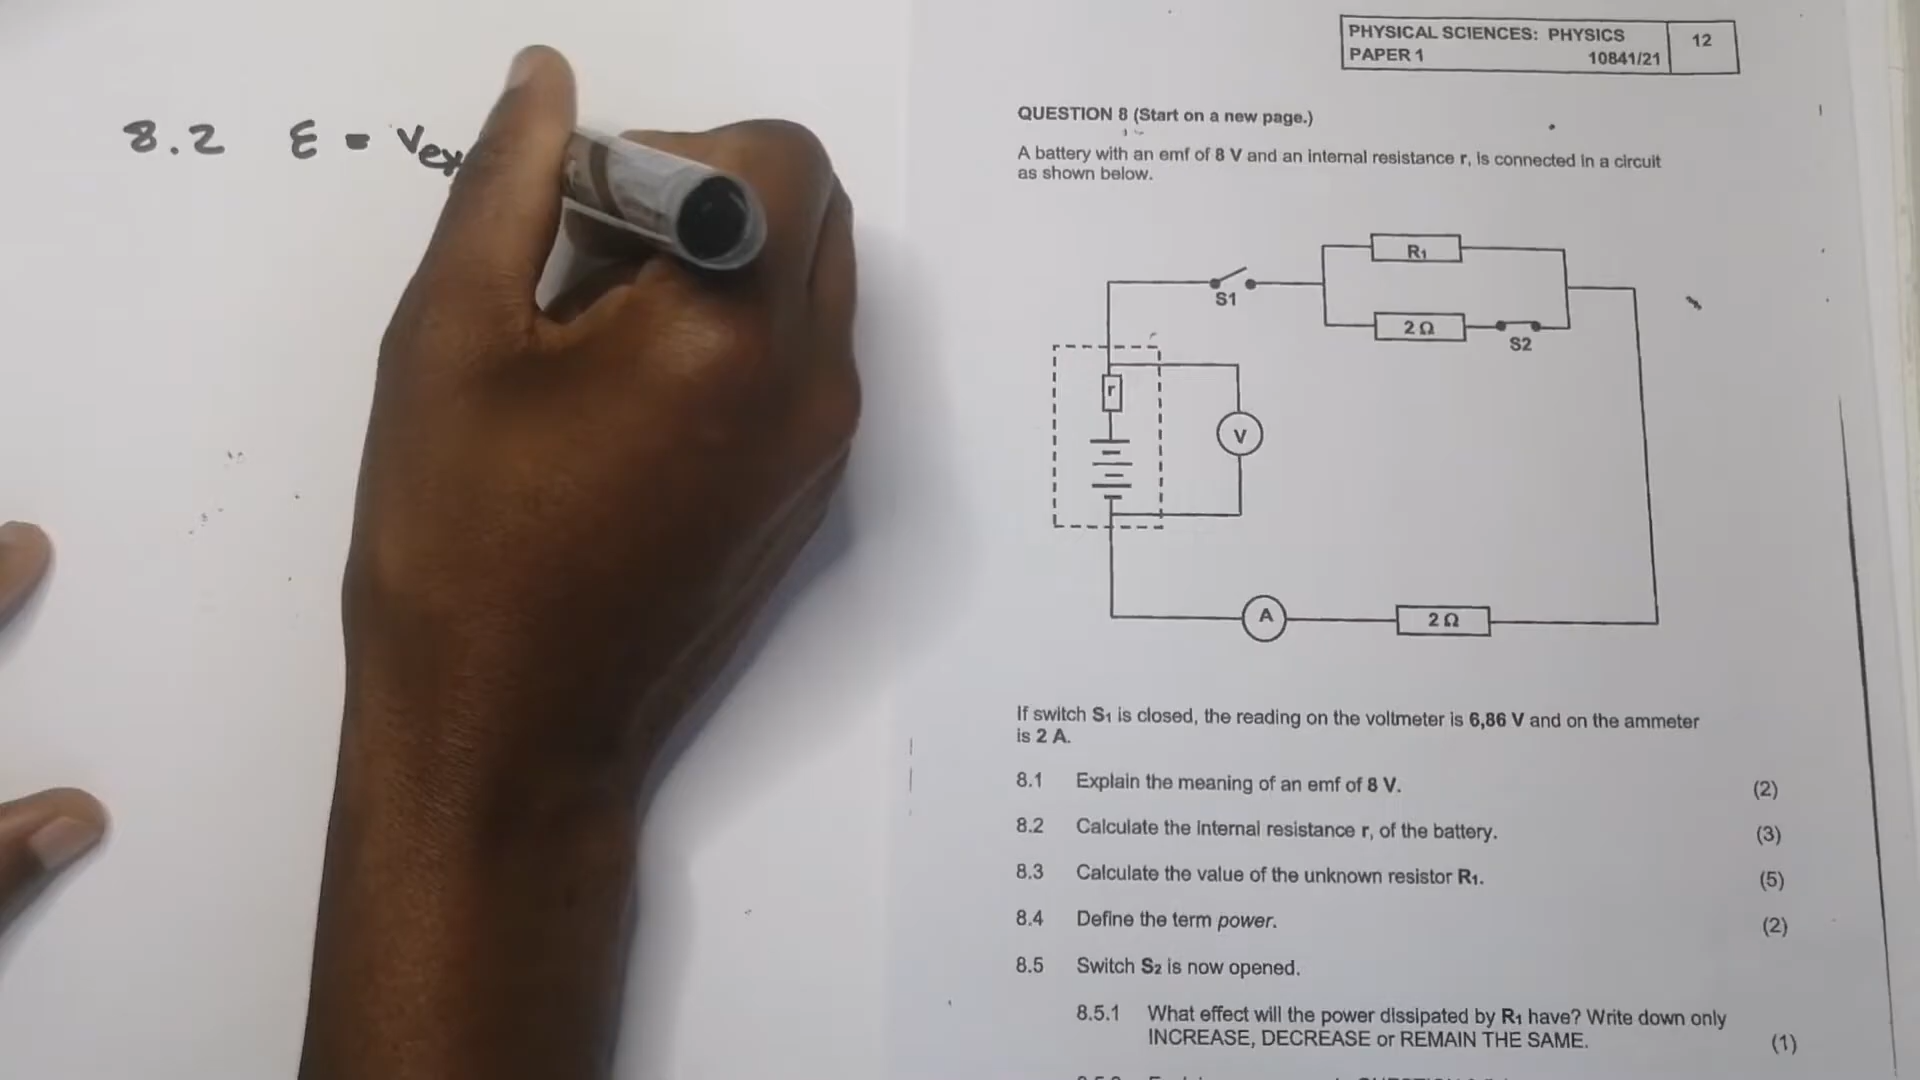 8.2 Ɛ = Vex
PHYSICAL SCIENCES: PHYSICS
PAPER 1 10841/21
12
QUESTION 8 (Start on a new page.)
A battery with an emf of 8 V and an internal resistance r, is connected in a circuit
as shown below.
R1
S1
2 Ω
S2
r
V
A
2 Ω
If switch S1 is closed, the reading on the voltmeter is 6,86 V and on the ammeter
is 2 A.
8.1 Explain the meaning of an emf of 8 V. (2)
8.2 Calculate the internal resistance r, of the battery. (3)
8.3 Calculate the value of the unknown resistor R1. (5)
8.4 Define the term power. (2)
8.5 Switch S2 is now opened.
8.5.1 What effect will the power dissipated by R1 have? Write down only
INCREASE, DECREASE or REMAIN THE SAME. (1)